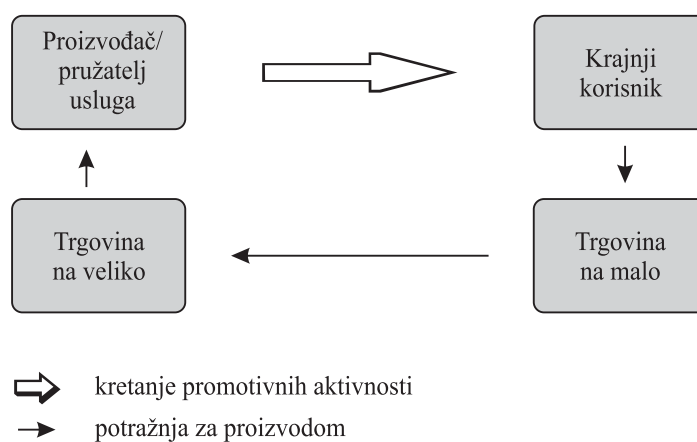 Proizvođač/
pružatelj
usluga
Krajnji
korisnik
Trgovina
na veliko
Trgovina
na malo
kretanje promotivnih aktivnosti
potražnja za proizvodom